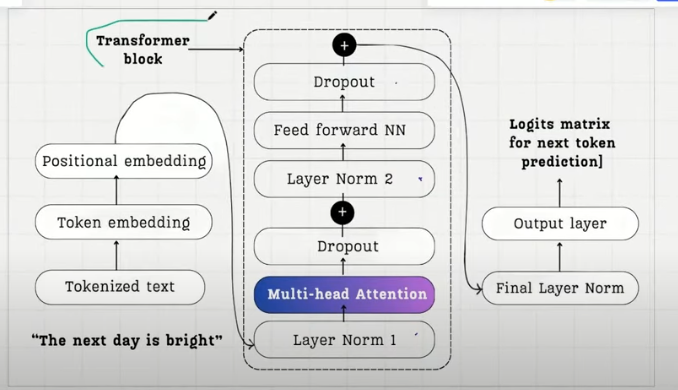 Transformer
block
Positional embedding
Token embedding
Tokenized text
“The next day is bright”
+
Dropout
Feed forward NN
Layer Norm 2
+
Dropout
Multi-head Attention
Layer Norm 1
Logits matrix
for next token
prediction]
Output layer
Final Layer Norm